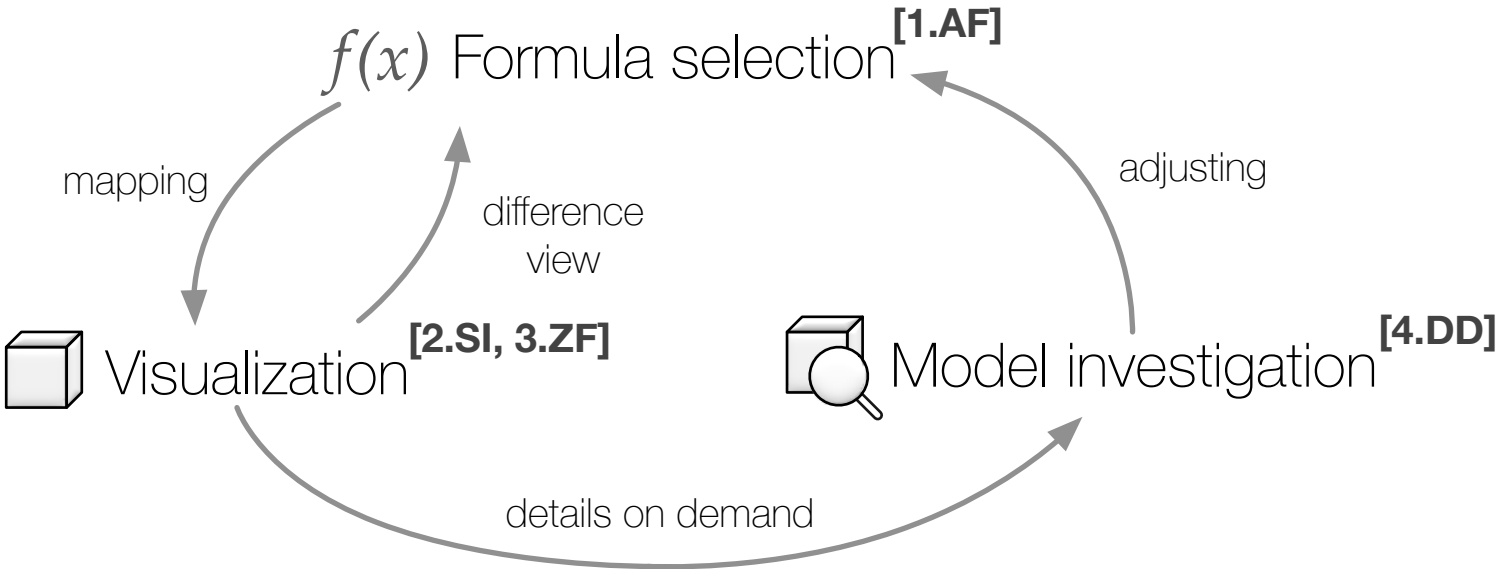 f(x) Formula selection [1.AF]
mapping
adjusting
difference
view
Visualization [2.SI, 3.ZF]
Model investigation [4.DD]
details on demand